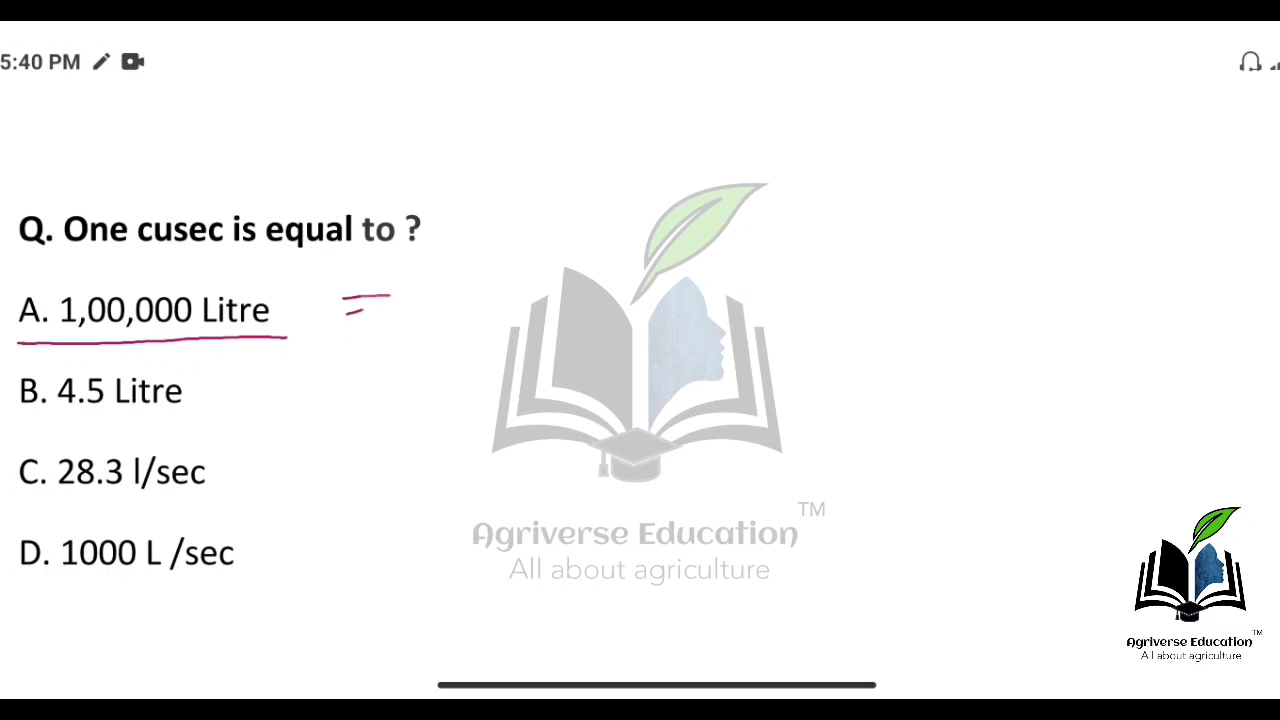 5:40 PM
Q. One cusec is equal to ?
A. 1,00,000 Litre =
B. 4.5 Litre
C. 28.3 l/sec
D. 1000 L /sec
TM
Agriverse Education
All about agriculture
TM
Agriverse Education
All about agriculture